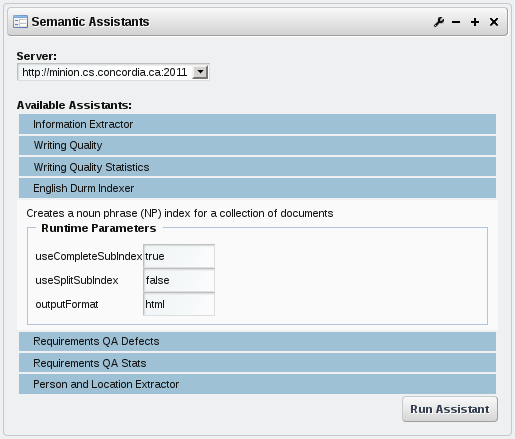 Semantic Assistants
Server:
http://minion.cs.concordia.ca:2011
Available Assistants:
Information Extractor
Writing Quality
Writing Quality Statistics
English Durm Indexer
Creates a noun phrase (NP) index for a collection of documents
Runtime Parameters
useCompleteSubIndex true
useSplitSubIndex false
outputFormat html
Requirements QA Defects
Requirements QA Stats
Person and Location Extractor
Run Assistant